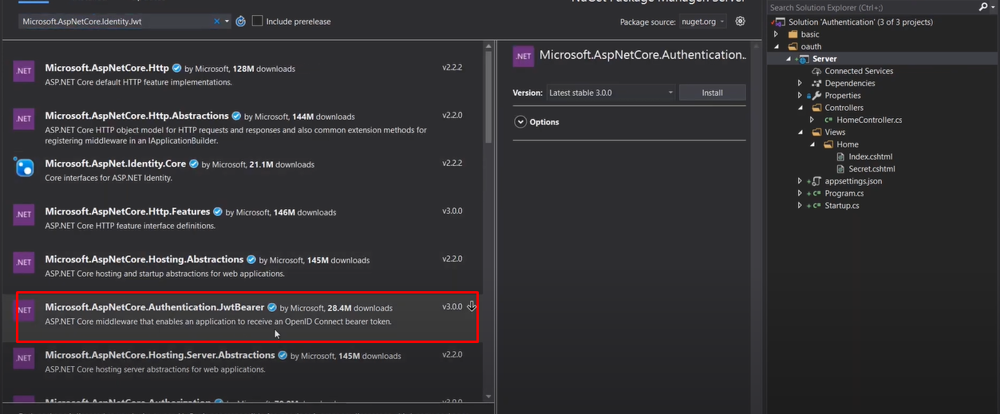 NuGet Package Manager: Server
Microsoft.AspNetCore.Identity.Jwt
Include prerelease
Package source: nuget.org
.NET Microsoft.AspNetCore.Http by Microsoft, 128M downloads v2.2.2
ASP.NET Core default HTTP feature implementations.
.NET Microsoft.AspNetCore.Http.Abstractions by Microsoft, 144M downloads v2.2.0
ASP.NET Core HTTP object model for HTTP requests and responses and also common extension methods for
registering middleware in an IApplicationBuilder.
Microsoft.AspNet.Identity.Core by Microsoft, 21.1M downloads v2.2.2
Core interfaces for ASP.NET Identity.
.NET Microsoft.AspNetCore.Http.Features by Microsoft, 146M downloads v3.0.0
ASP.NET Core HTTP feature interface definitions.
.NET Microsoft.AspNetCore.Hosting.Abstractions by Microsoft, 145M downloads v2.2.0
ASP.NET Core hosting and startup abstractions for web applications.
.NET Microsoft.AspNetCore.Authentication.JwtBearer by Microsoft, 28.4M downloads v3.0.0
ASP.NET Core middleware that enables an application to receive an OpenID Connect bearer token.
.NET Microsoft.AspNetCore.Hosting.Server.Abstractions by Microsoft, 145M downloads v2.2.0
ASP.NET Core hosting server abstractions for web applications.
Microsoft.AspNetCore.Authorization by Microsoft,
.NET Microsoft.AspNetCore.Authentication..
Version: Latest stable 3.0.0 Install
Options
Search Solution Explorer (Ctrl+;)
Solution 'Authentication' (3 of 3 projects)
basic
oauth
Server
Connected Services
Dependencies
Properties
Controllers
C# HomeController.cs
Views
Home
Index.cshtml
Secret.cshtml
appsettings.json
C# Program.cs
C# Startup.cs